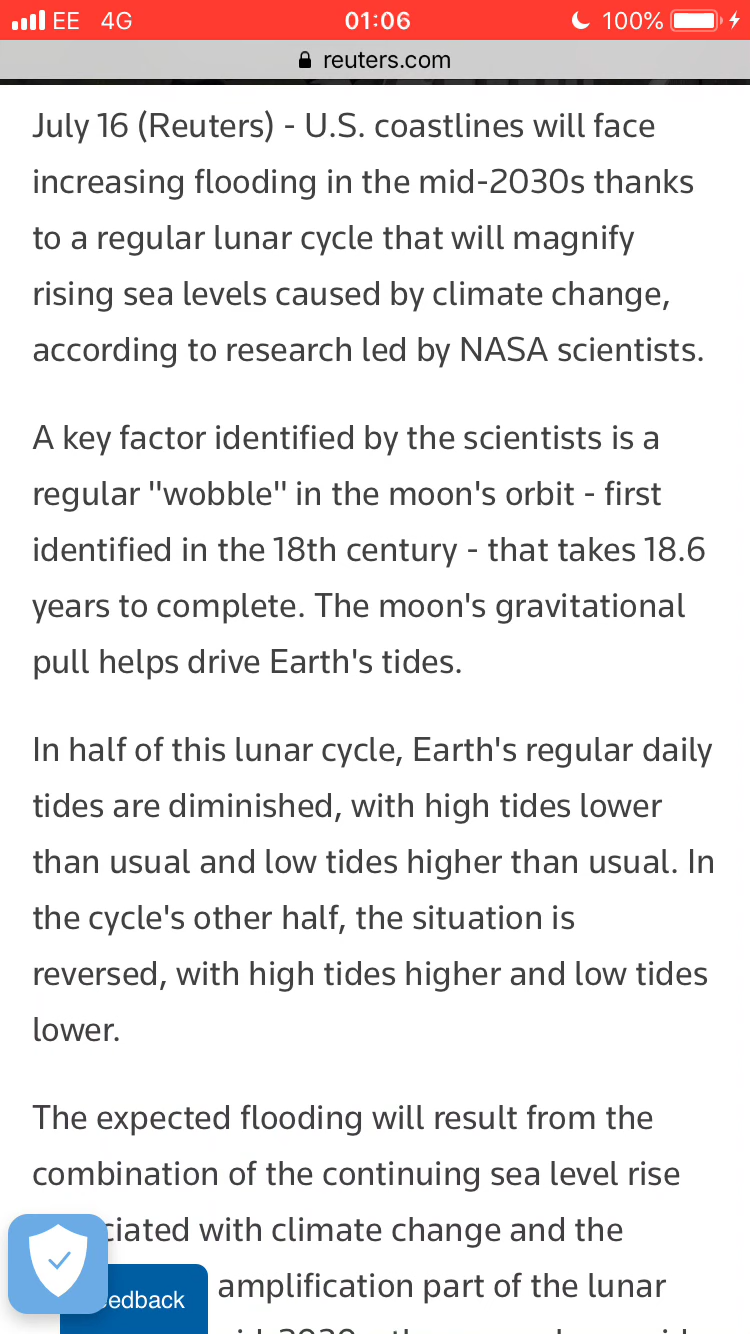 EE 4G 01:06 100%
reuters.com
July 16 (Reuters) - U.S. coastlines will face
increasing flooding in the mid-2030s thanks
to a regular lunar cycle that will magnify
rising sea levels caused by climate change,
according to research led by NASA scientists.
A key factor identified by the scientists is a
regular "wobble" in the moon's orbit - first
identified in the 18th century - that takes 18.6
years to complete. The moon's gravitational
pull helps drive Earth's tides.
In half of this lunar cycle, Earth's regular daily
tides are diminished, with high tides lower
than usual and low tides higher than usual. In
the cycle's other half, the situation is
reversed, with high tides higher and low tides
lower.
The expected flooding will result from the
combination of the continuing sea level rise
ciated with climate change and the
edback amplification part of the lunar